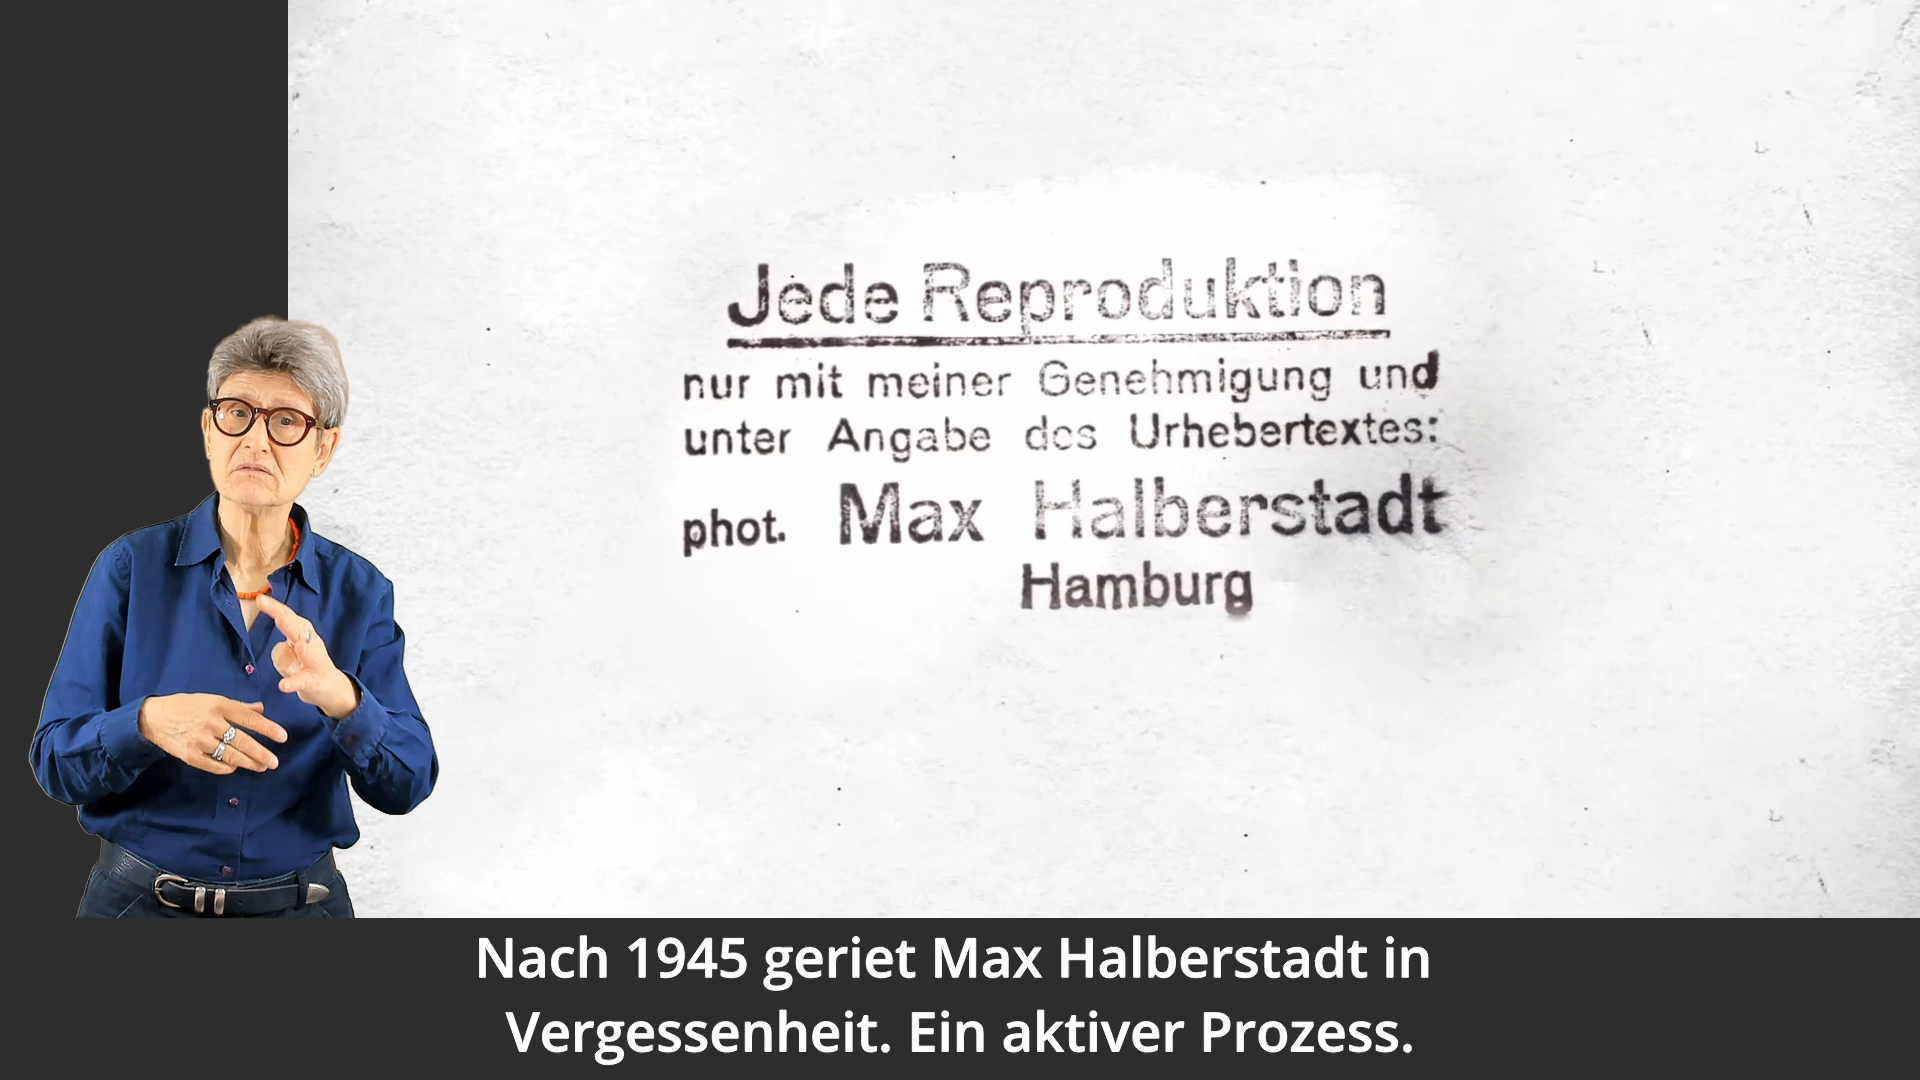 Jede Reproduktion
nur mit meiner Genehmigung und
unter Angabe des Urhebertextes:
phot. Max Halberstadt
Hamburg
Nach 1945 geriet Max Halberstadt in
Vergessenheit. Ein aktiver Prozess.